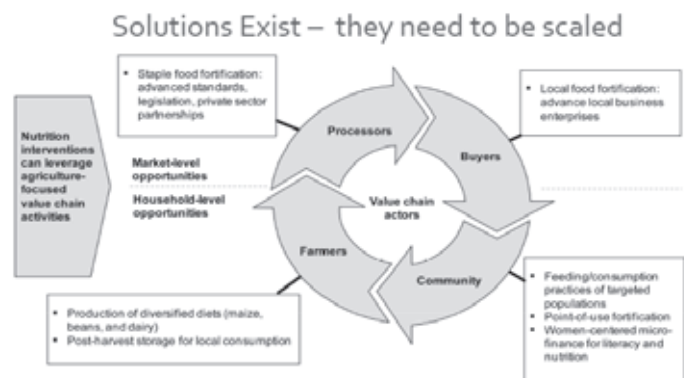 Solutions Exist – they need to be scaled
▪ Staple food fortification:
advanced standards,
legislation, private sector
partnerships
▪ Local food fortification:
advance local business
enterprises
Nutrition
interventions
can leverage
agriculture-
focused
value chain
activities
Market-level
opportunities
Household-level
opportunities
Processors
Buyers
Value chain
actors
Farmers
Community
▪ Production of diversified diets (maize,
beans, and dairy)
▪ Post-harvest storage for local consumption
▪ Feeding/consumption
practices of targeted
populations
▪ Point-of-use fortification
▪ Women-centered micro-
finance for literacy and
nutrition